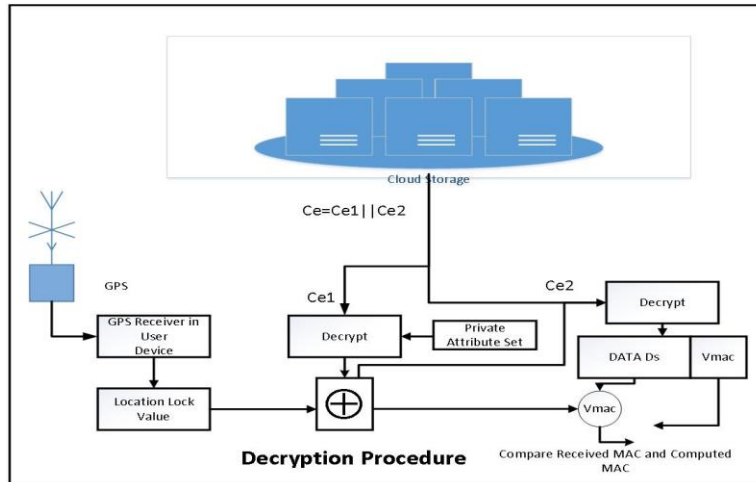 Cloud Storage
Ce=Ce1||Ce2
GPS
Ce1
Ce2
GPS Receiver in
User
Device
Decrypt
Private
Attribute Set
Decrypt
DATA Ds
Vmac
Location Lock
Value
Vmac
Decryption Procedure
Compare Received MAC and Computed
MAC